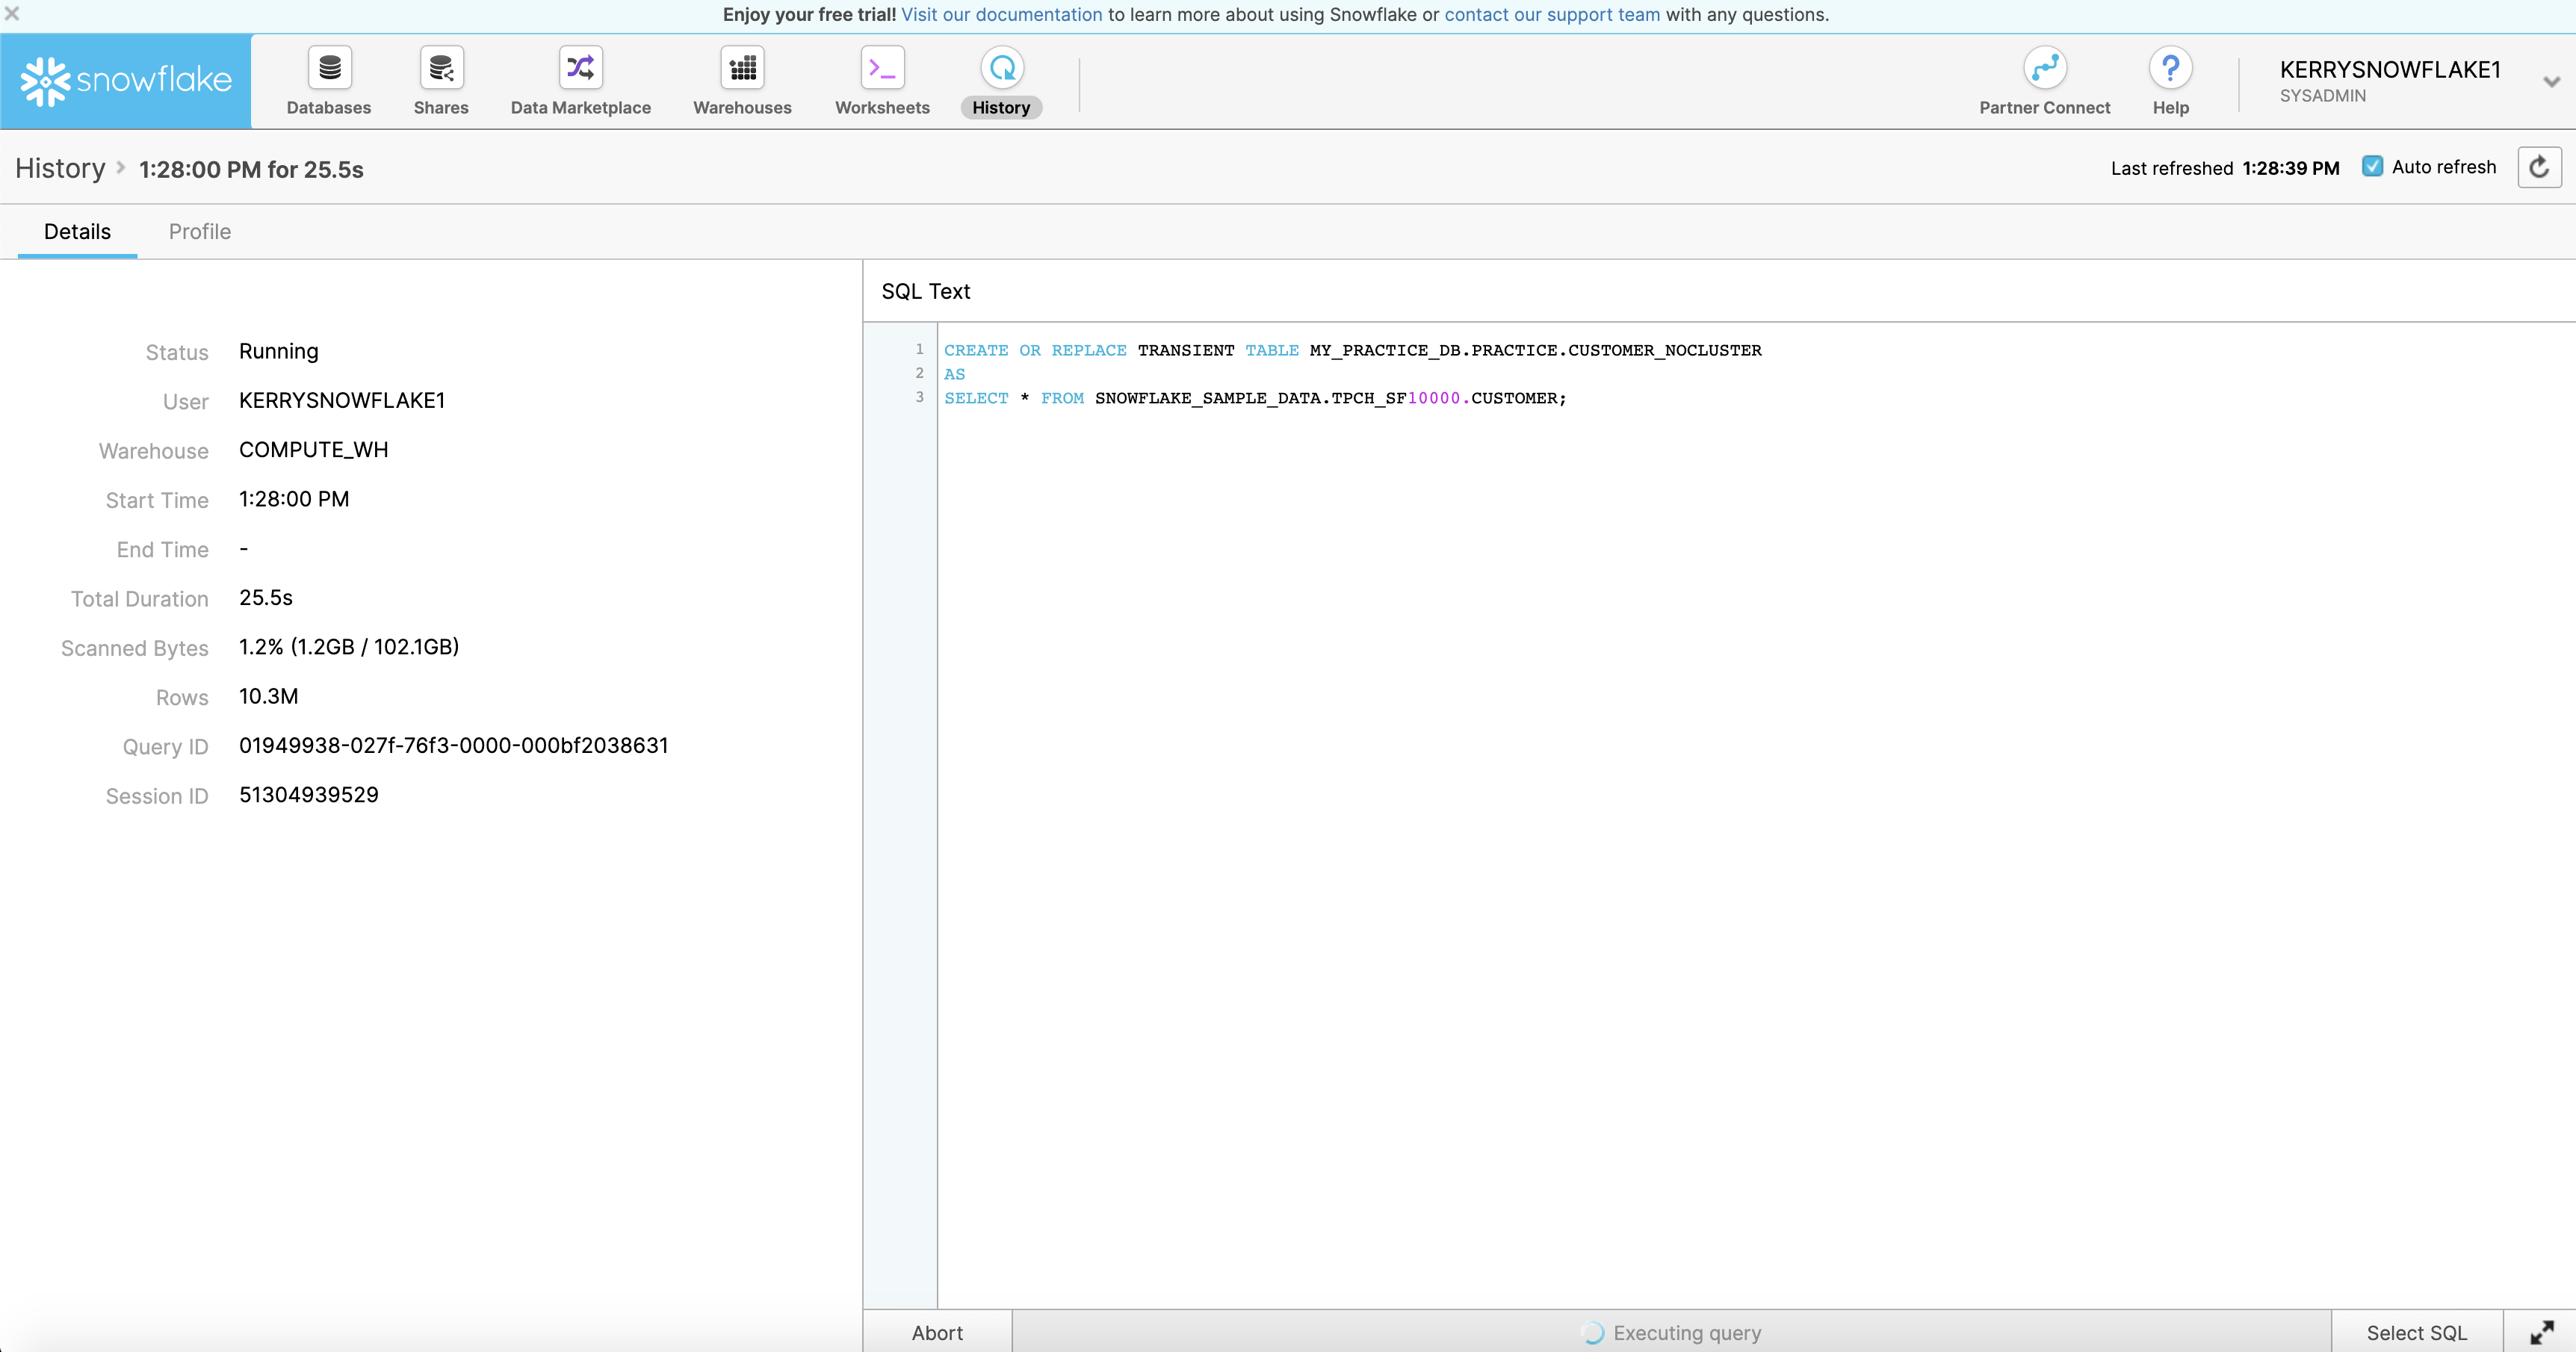 Enjoy your free trial! Visit our documentation to learn more about using Snowflake or contact our support team with any questions.
snowflake
Databases
Shares
Data Marketplace
Warehouses
Worksheets
History
Partner Connect
Help
KERRYSNOWFLAKE1
SYSADMIN
History 1:28:00 PM for 25.5s
Last refreshed 1:28:39 PM
Auto refresh
Details
Profile
Status Running
User KERRYSNOWFLAKE1
Warehouse COMPUTE_WH
Start Time 1:28:00 PM
End Time -
Total Duration 25.5s
Scanned Bytes 1.2% (1.2GB / 102.1GB)
Rows 10.3M
Query ID 01949938-027f-76f3-0000-000bf2038631
Session ID 51304939529
SQL Text
1 CREATE OR REPLACE TRANSIENT TABLE MY_PRACTICE_DB.PRACTICE.CUSTOMER_NOCLUSTER
2 AS
3 SELECT * FROM SNOWFLAKE_SAMPLE_DATA.TPCH_SF10000.CUSTOMER;
Abort
Executing query
Select SQL